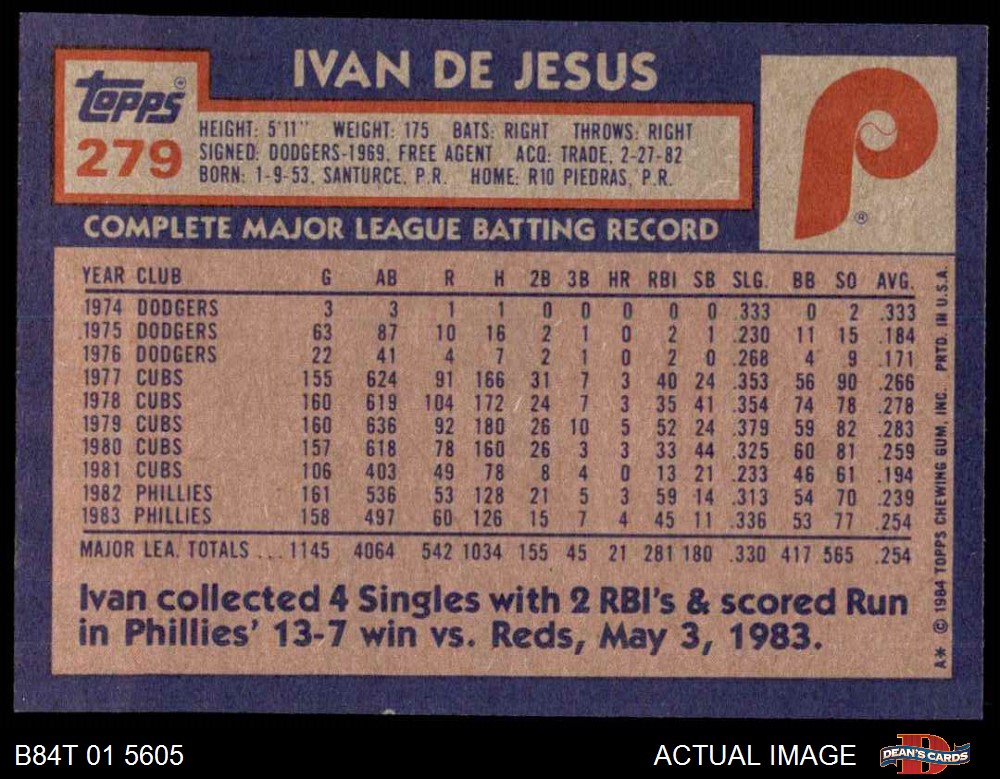 IVAN DE JESUS
TOPPS®
279
HEIGHT: 5'11" WEIGHT: 175 BATS: RIGHT THROWS: RIGHT
SIGNED: DODGERS-1969, FREE AGENT ACQ: TRADE, 2-27-82
BORN: 1-9-53, SANTURCE, P.R. HOME: R10 PIEDRAS, P.R.
P
®
COMPLETE MAJOR LEAGUE BATTING RECORD
YEAR CLUB G AB R H 2B 3B HR RBI SB SLG. BB SO AVG.
1974 DODGERS 3 3 1 1 0 0 0 0 0 .333 0 2 .333
1975 DODGERS 63 87 10 16 2 1 0 2 1 .230 11 15 .184
1976 DODGERS 22 41 4 7 2 1 0 2 0 .268 4 9 .171
1977 CUBS 155 624 91 166 31 7 3 40 24 .353 56 90 .266
1978 CUBS 160 619 104 172 24 7 3 35 41 .354 74 78 .278
1979 CUBS 160 636 92 180 26 10 5 52 24 .379 59 82 .283
1980 CUBS 157 618 78 160 26 3 3 33 44 .325 60 81 .259
1981 CUBS 106 403 49 78 8 4 0 13 21 .233 46 61 .194
1982 PHILLIES 161 536 53 128 21 5 3 59 14 .313 54 70 .239
1983 PHILLIES 158 497 60 126 15 7 4 45 11 .336 53 77 .254
MAJOR LEA. TOTALS ... 1145 4064 542 1034 155 45 21 281 180 .330 417 565 .254
Ivan collected 4 Singles with 2 RBI's & scored Run
in Phillies' 13-7 win vs. Reds, May 3, 1983.
A* © 1984 TOPPS CHEWING GUM, INC. PRTD. IN U.S.A.
B84T 01 5605
ACTUAL IMAGE
D
DEAN'S CARDS